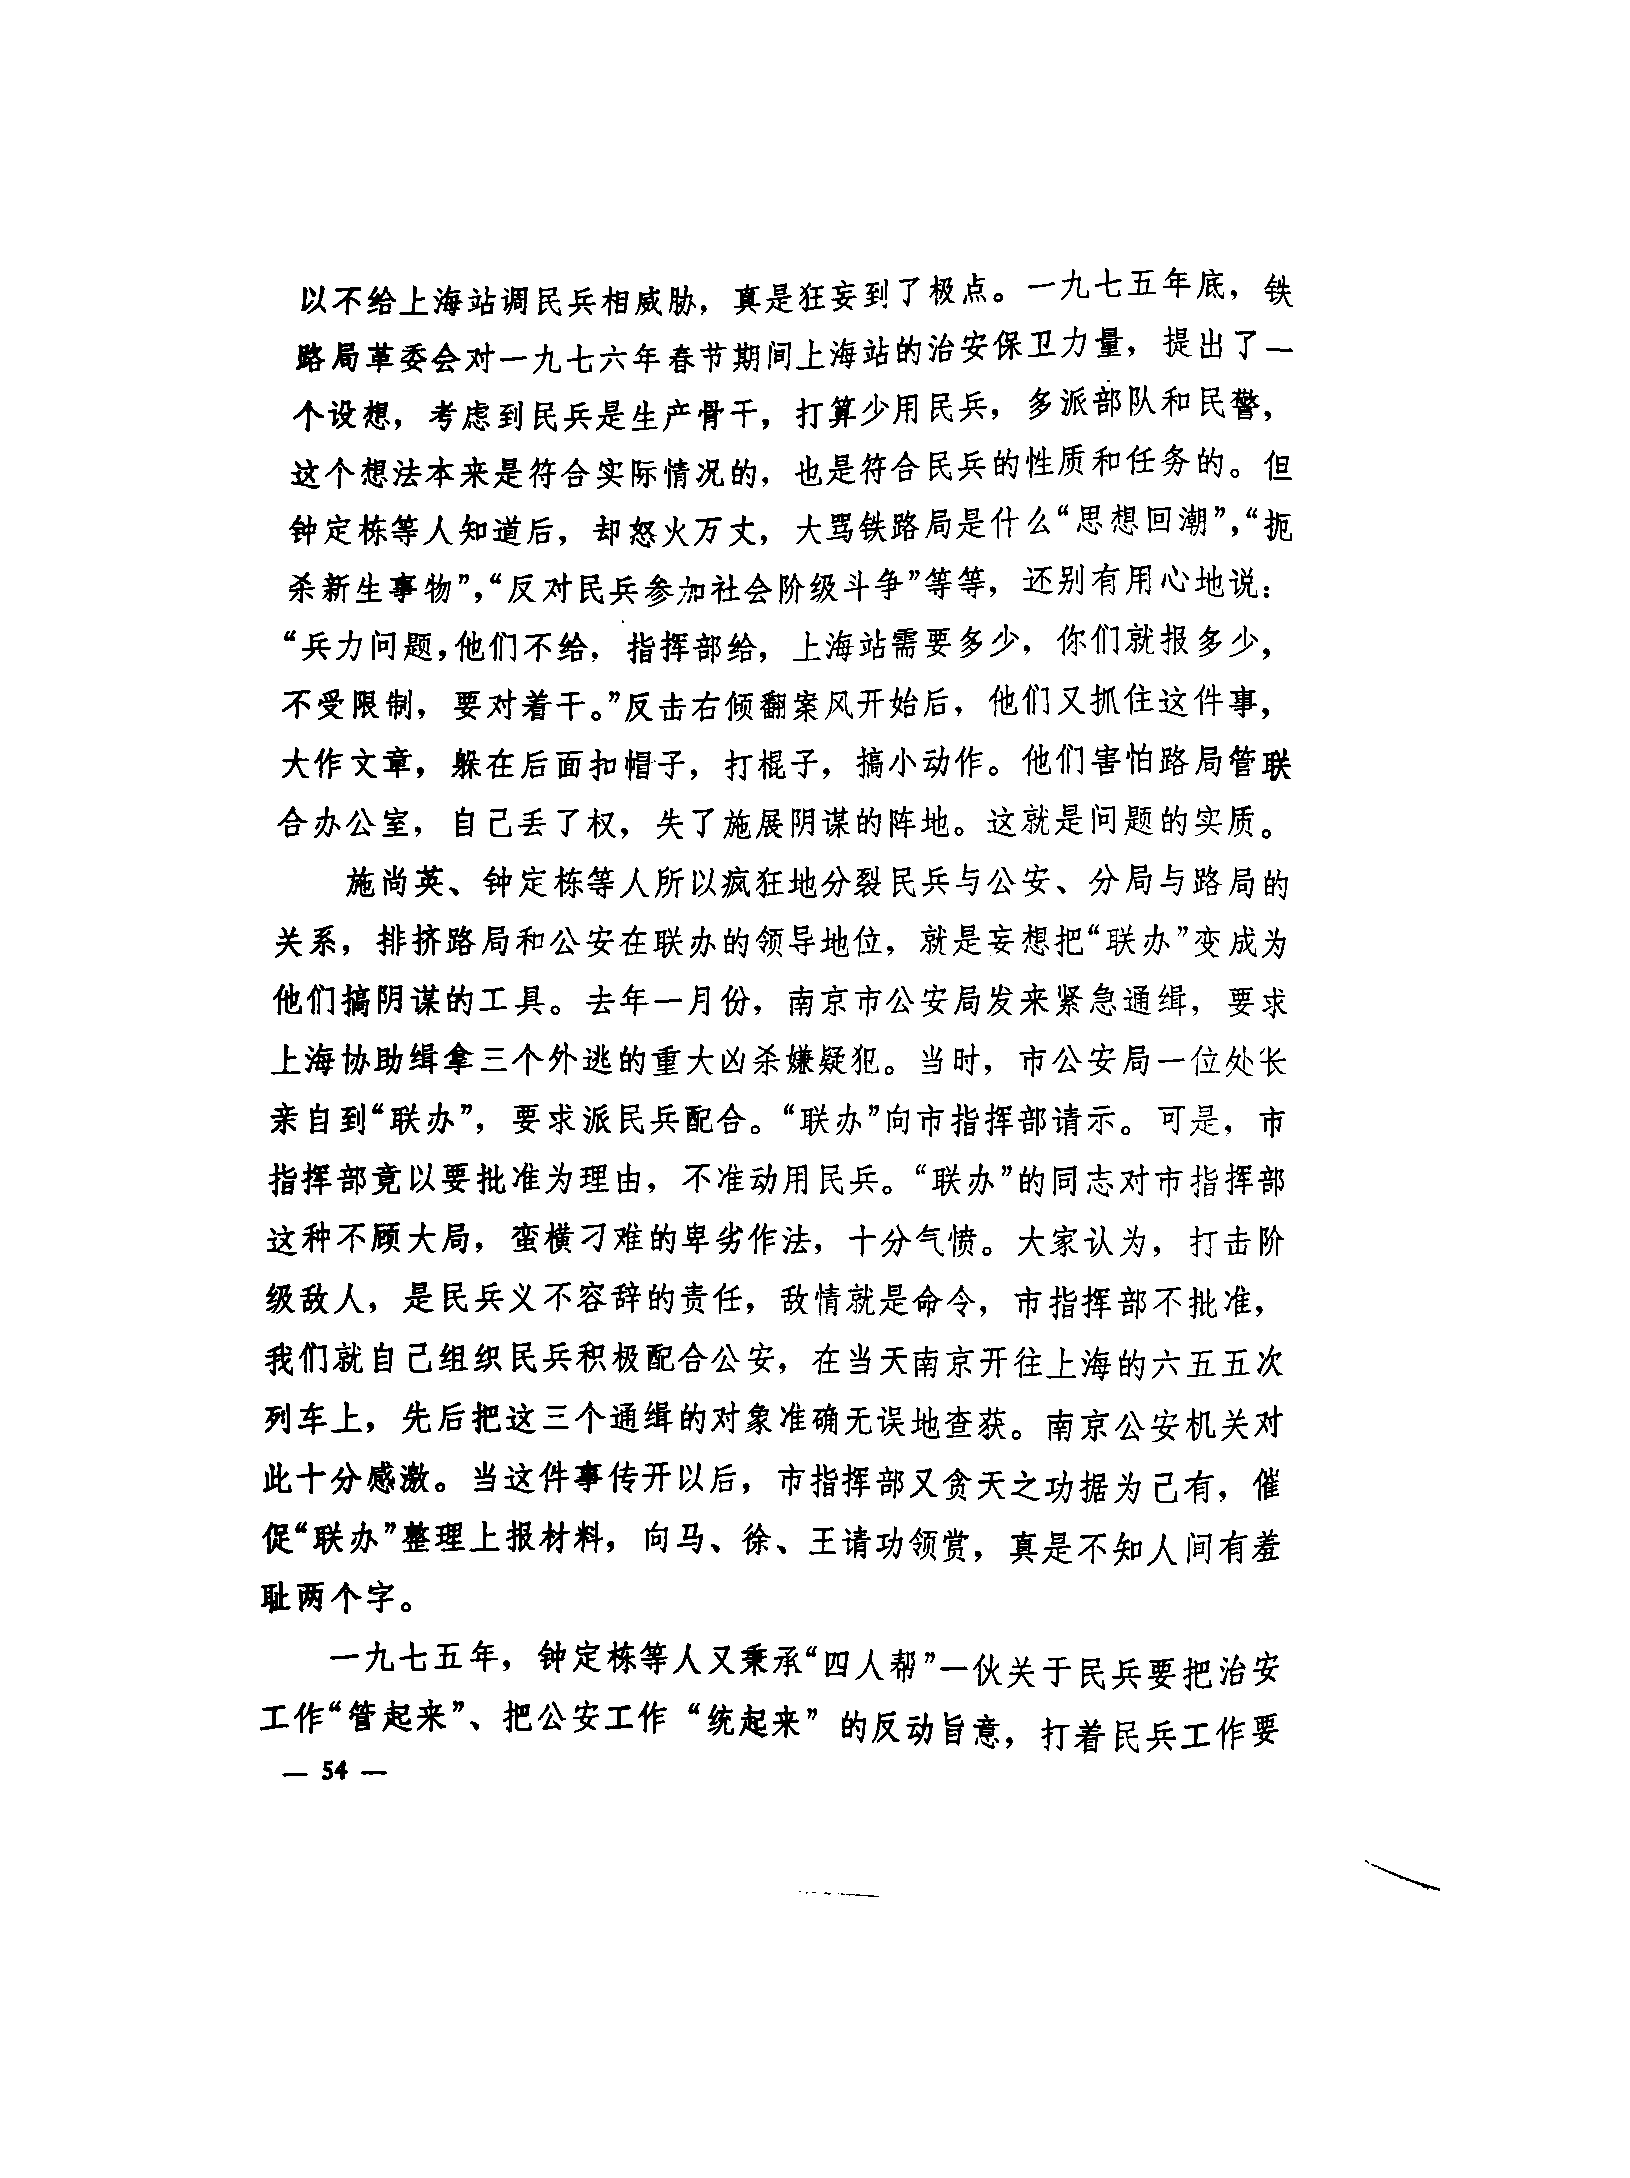 以不给上海站调民兵相威胁，真是狂妄到了极点。一九七五年底，铁
路局革委会对一九七六年春节期间上海站的治安保卫力量，提出了一
个设想，考虑到民兵是生产骨干，打算少用民兵，多派部队和民警，
这个想法本来是符合实际情况的，也是符合民兵的性质和任务的。但
钟定栋等人知道后，却怒火万丈，大骂铁路局是什么“思想回潮”，“扼
杀新生事物”，“反对民兵参加社会阶级斗争”等等，还别有用心地说：
“兵力问题，他们不给，指挥部给，上海站需要多少，你们就报多少，
不受限制，要对着干。”反击右倾翻案风开始后，他们又抓住这件事，
大作文章，躲在后面扣帽子，打棍子，搞小动作。他们害怕路局管联
合办公室，自己丢了权，失了施展阴谋的阵地。这就是问题的实质。
施尚英、钟定栋等人所以疯狂地分裂民兵与公安、分局与路局的
关系，排挤路局和公安在联办的领导地位，就是妄想把“联办”变成为
他们搞阴谋的工具。去年一月份，南京市公安局发来紧急通缉，要求
上海协助缉拿三个外逃的重大凶杀嫌疑犯。当时，市公安局一位处长
亲自到“联办”，要求派民兵配合。“联办”向市指挥部请示。可是，市
指挥部竟以要批准为理由，不准动用民兵。“联办”的同志对市指挥部
这种不顾大局，蛮横刁难的卑劣作法，十分气愤。大家认为，打击阶
级敌人，是民兵义不容辞的责任，敌情就是命令，市指挥部不批准，
我们就自己组织民兵积极配合公安，在当天南京开往上海的六五五次
列车上，先后把这三个通缉的对象准确无误地查获。南京公安机关对
此十分感激。当这件事传开以后，市指挥部又贪天之功据为己有，催
促“联办”整理上报材料，向马、徐、王请功领赏，真是不知人间有羞
耻两个字。
一九七五年，钟定栋等人又秉承“四人帮”一伙关于民兵要把治安
工作“管起来”、把公安工作“统起来”的反动旨意，打着民兵工作要
— 54 —